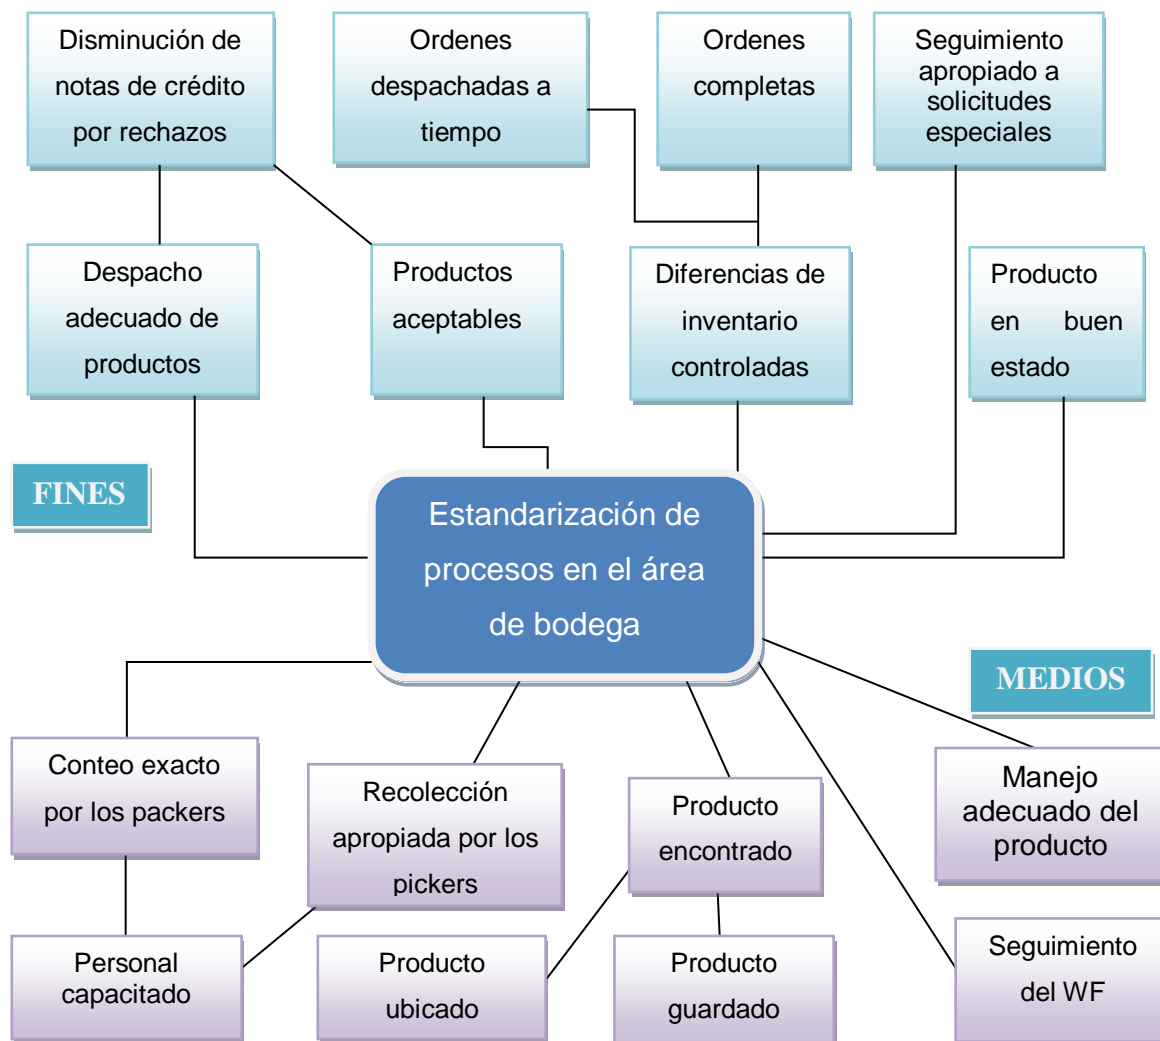 Disminución de
notas de crédito
por rechazos
Ordenes
despachadas a
tiempo
Ordenes
completas
Seguimiento
apropiado a
solicitudes
especiales
Despacho
adecuado de
productos
Productos
aceptables
Diferencias de
inventario
controladas
Producto
en buen
estado
FINES
Estandarización de
procesos en el área
de bodega
MEDIOS
Conteo exacto
por los packers
Recolección
apropiada por los
pickers
Producto
encontrado
Manejo
adecuado del
producto
Personal
capacitado
Producto
ubicado
Producto
guardado
Seguimiento
del WF